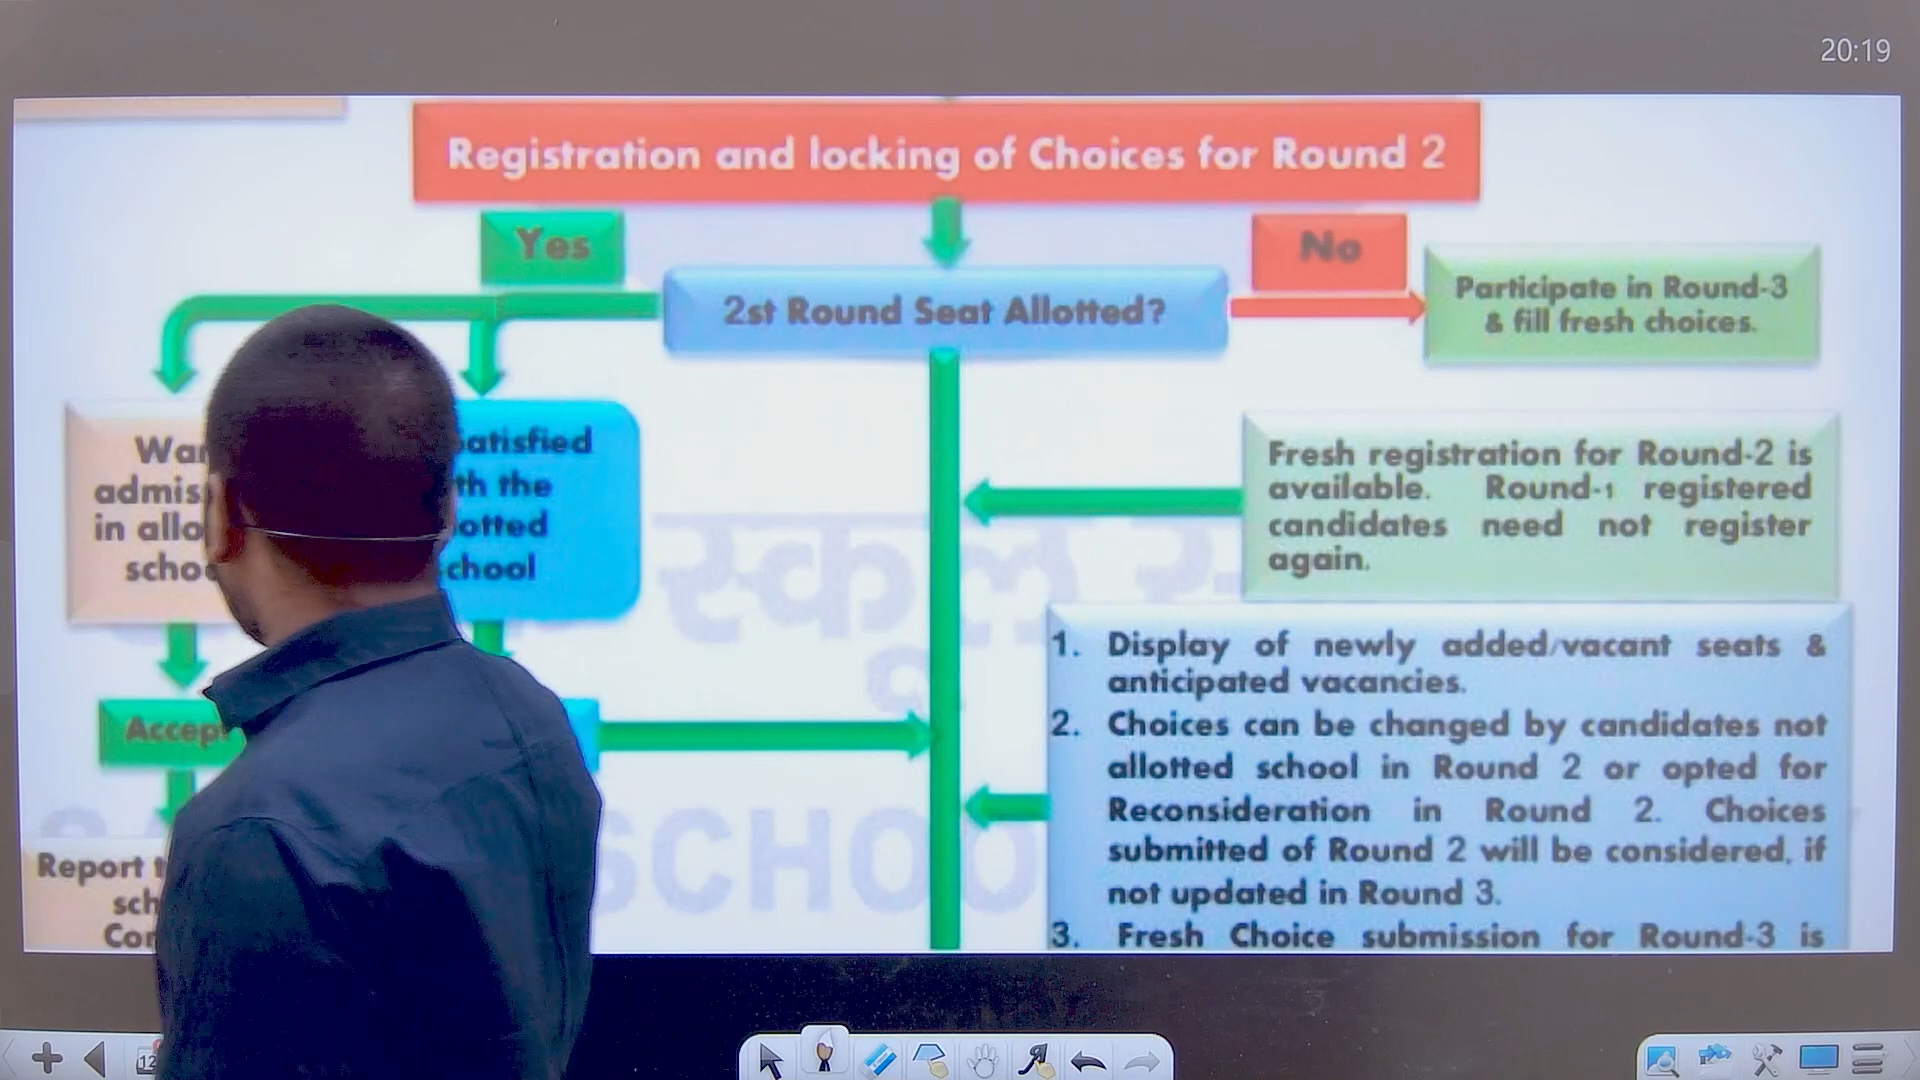 20:19
Registration and locking of Choices for Round 2
Yes
No
2st Round Seat Allotted?
Participate in Round-3
& fill fresh choices.
in
the
Fresh registration for Round-2 is
available. Round-1 registered
candidates need not register
again.
1. Display of newly added/vacant seats &
anticipated vacancies.
2. Choices can be changed by candidates not
allotted school in Round 2 or opted for
Reconsideration in Round 2. Choices
submitted of Round 2 will be considered, if
not updated in Round 3.
3. Fresh Choice submission for Round-3 is
Report
स्कूल
12